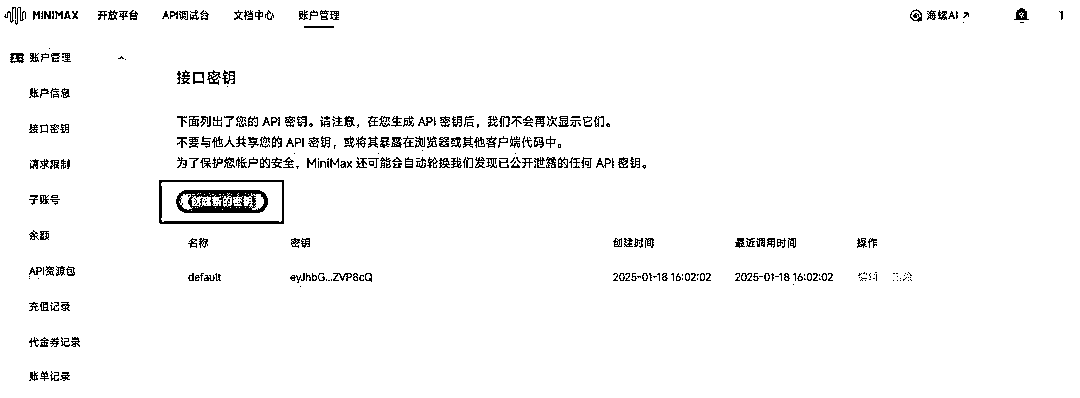 MINIMAX 开放平台 API调试台 文档中心 账户管理 海螺AI↗ 1
账户管理
账户信息
接口密钥
请求限制
子账号
余额
API资源包
充值记录
代金券记录
账单记录
接口密钥
下面列出了您的 API 密钥。请注意，在您生成 API 密钥后，我们不会再次显示它们。
不要与他人共享您的 API 密钥，或将其暴露在浏览器或其他客户端代码中。
为了保护您帐户的安全，MiniMax 还可能会自动轮换我们发现已公开泄露的任何 API 密钥。
创建新的密钥
名称 密钥 创建时间 最近调用时间 操作
default eyJhbG...ZVP8cQ 2025-01-18 16:02:02 2025-01-18 16:02:02